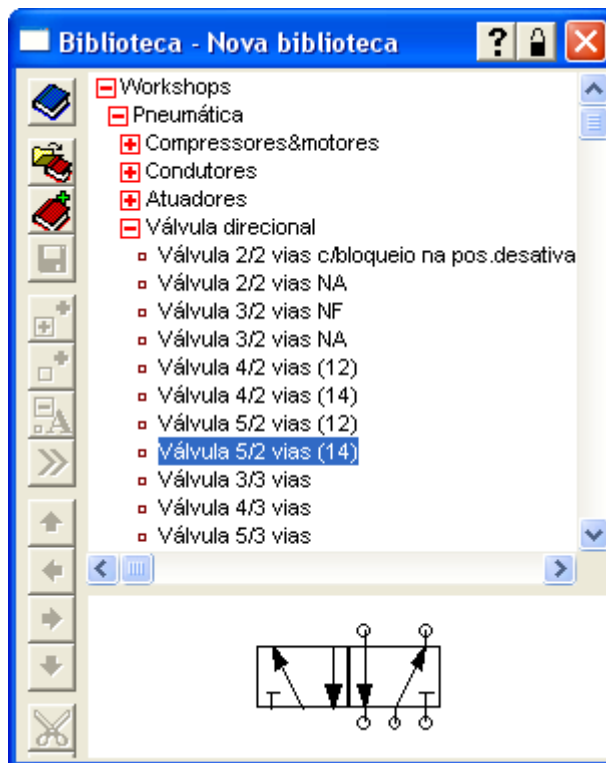 Biblioteca - Nova biblioteca
Workshops
Pneumática
Compressores&motores
Condutores
Atuadores
Válvula direcional
Válvula 2/2 vias c/bloqueio na pos.desativa
Válvula 2/2 vias NA
Válvula 3/2 vias NF
Válvula 3/2 vias NA
Válvula 4/2 vias (12)
Válvula 4/2 vias (14)
Válvula 5/2 vias (12)
Válvula 5/2 vias (14)
Válvula 3/3 vias
Válvula 4/3 vias
Válvula 5/3 vias